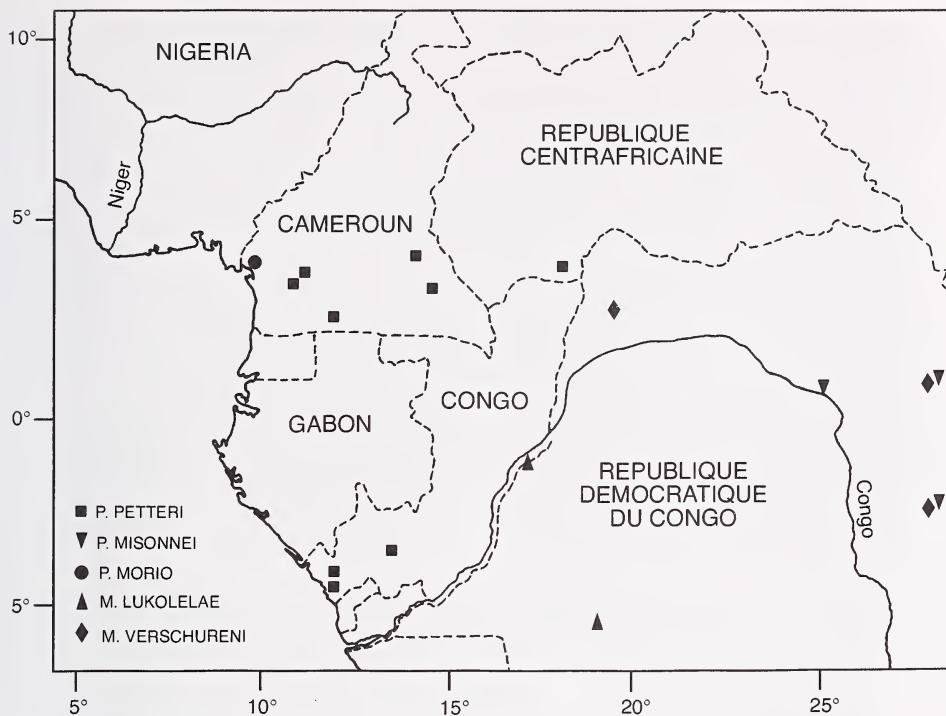 10°
5°
0°
5°
NIGERIA
Niger
REPUBLIQUE
CENTRAFRICAINE
CAMEROUN
GABON
CONGO
REPUBLIQUE
DEMOCRATIQUE
DU CONGO
Congo
P. PETTERI
P. MISONNEI
P. MORIO
M. LUKOLELAE
M. VERSCHURENI
5°
10°
15°
20°
25°